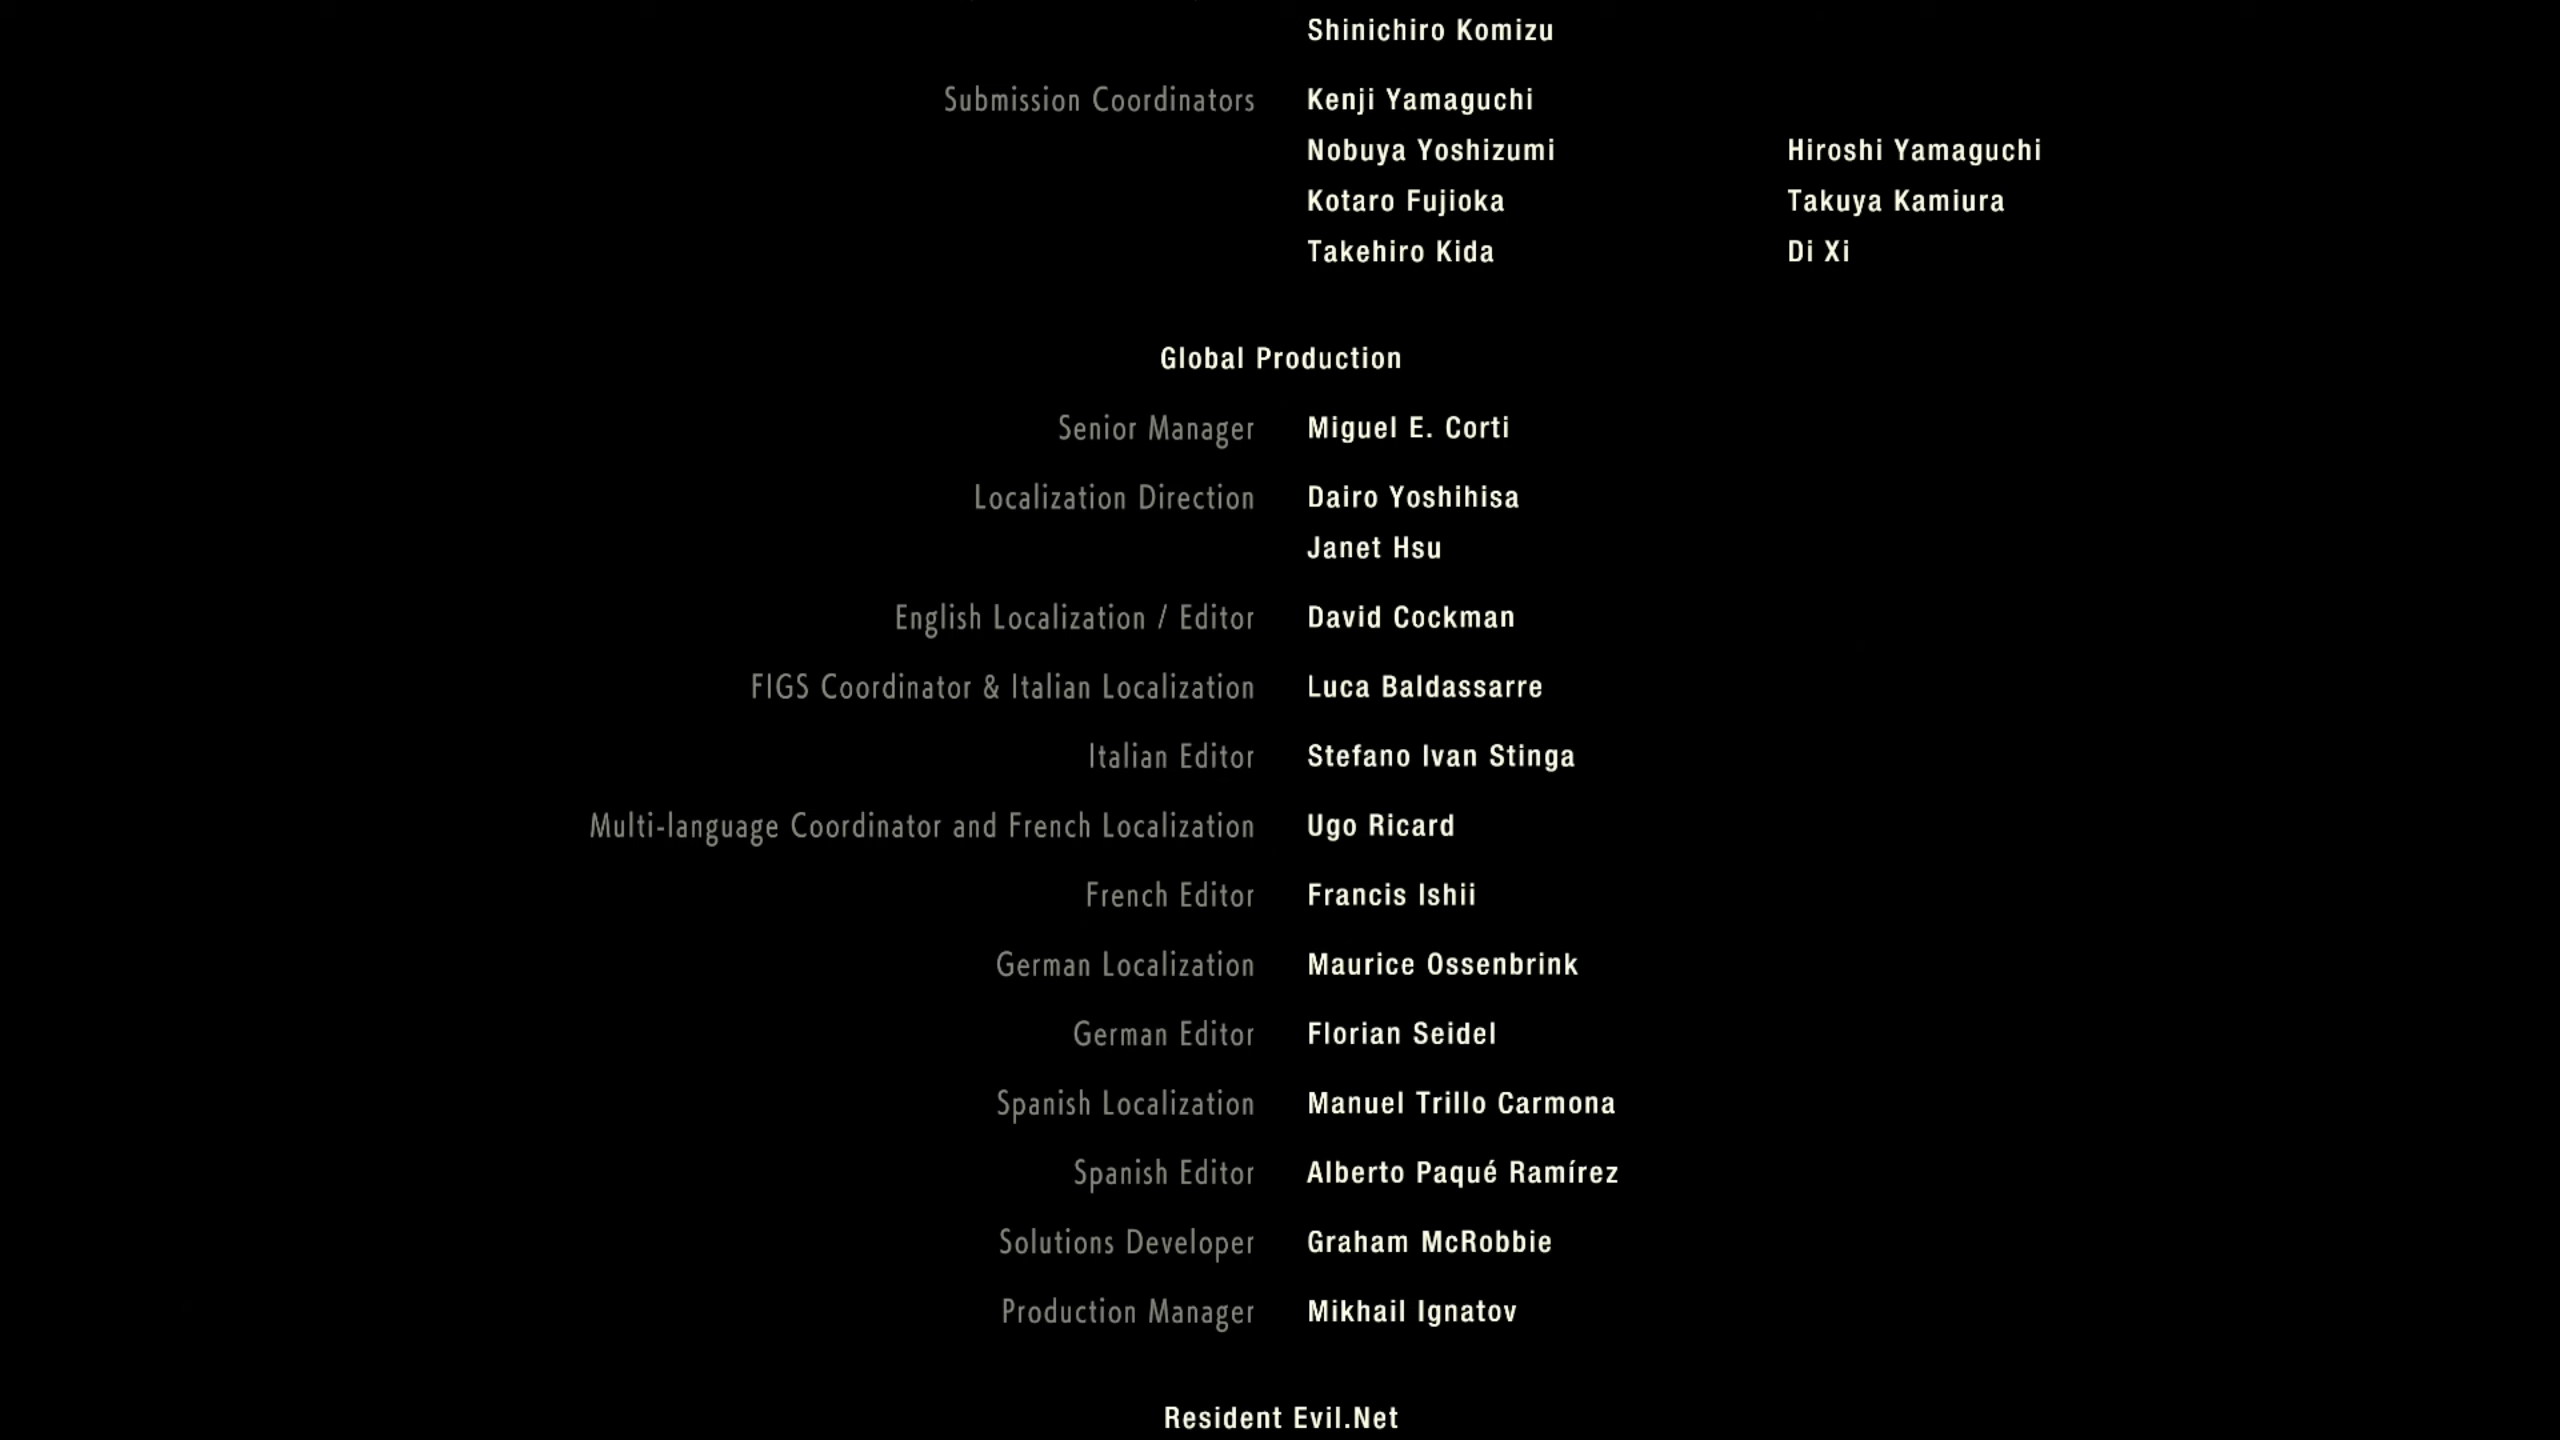 Shinichiro Komizu
Submission Coordinators Kenji Yamaguchi
Nobuya Yoshizumi Hiroshi Yamaguchi
Kotaro Fujioka Takuya Kamiura
Takehiro Kida Di Xi
Global Production
Senior Manager Miguel E. Corti
Localization Direction Dairo Yoshihisa
Janet Hsu
English Localization / Editor David Cockman
FIGS Coordinator & Italian Localization Luca Baldassarre
Italian Editor Stefano Ivan Stinga
Multi-language Coordinator and French Localization Ugo Ricard
French Editor Francis Ishii
German Localization Maurice Ossenbrink
German Editor Florian Seidel
Spanish Localization Manuel Trillo Carmona
Spanish Editor Alberto Paqué Ramírez
Solutions Developer Graham McRobbie
Production Manager Mikhail Ignatov
Resident Evil.Net